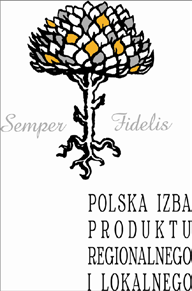 Semper Fidelis
POLSKA IZBA
PRODUKTU
REGIONALNEGO
I LOKALNEGO